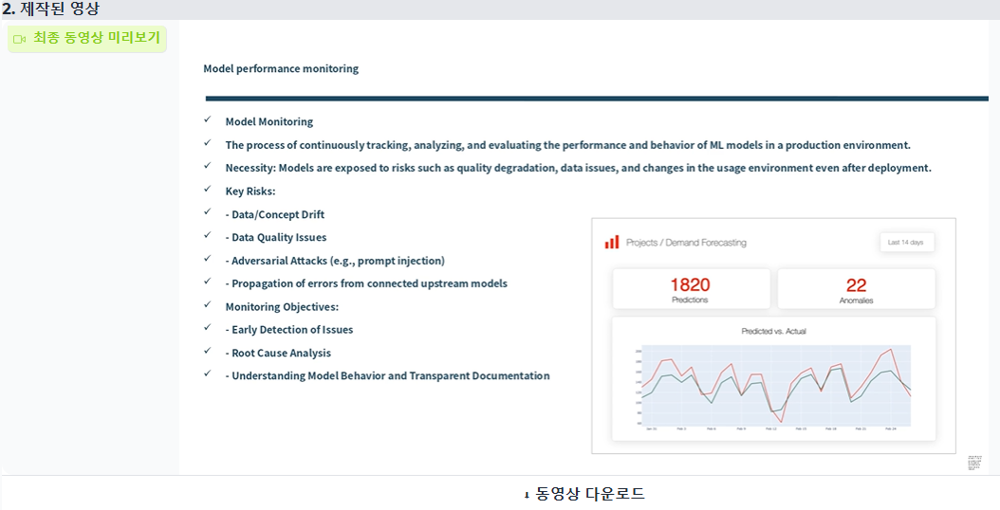 2. 제작된 영상
최종 동영상 미리보기
Model performance monitoring
✓ Model Monitoring
✓ The process of continuously tracking, analyzing, and evaluating the performance and behavior of ML models in a production environment.
✓ Necessity: Models are exposed to risks such as quality degradation, data issues, and changes in the usage environment even after deployment.
✓ Key Risks:
✓ - Data/Concept Drift
✓ - Data Quality Issues
✓ - Adversarial Attacks (e.g., prompt injection)
✓ - Propagation of errors from connected upstream models
✓ Monitoring Objectives:
✓ - Early Detection of Issues
✓ - Root Cause Analysis
✓ - Understanding Model Behavior and Transparent Documentation
Projects / Demand Forecasting
Last 14 days
1820
Predictions
22
Anomalies
Predicted vs. Actual
동영상 다운로드